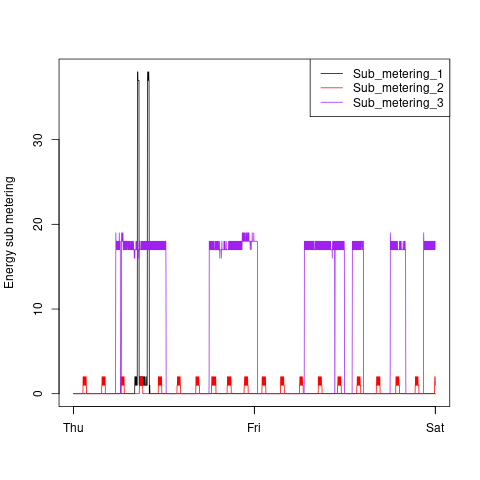 Sub_metering_1
Sub_metering_2
Sub_metering_3
Energy sub metering
30
20
10
0
Thu Fri Sat